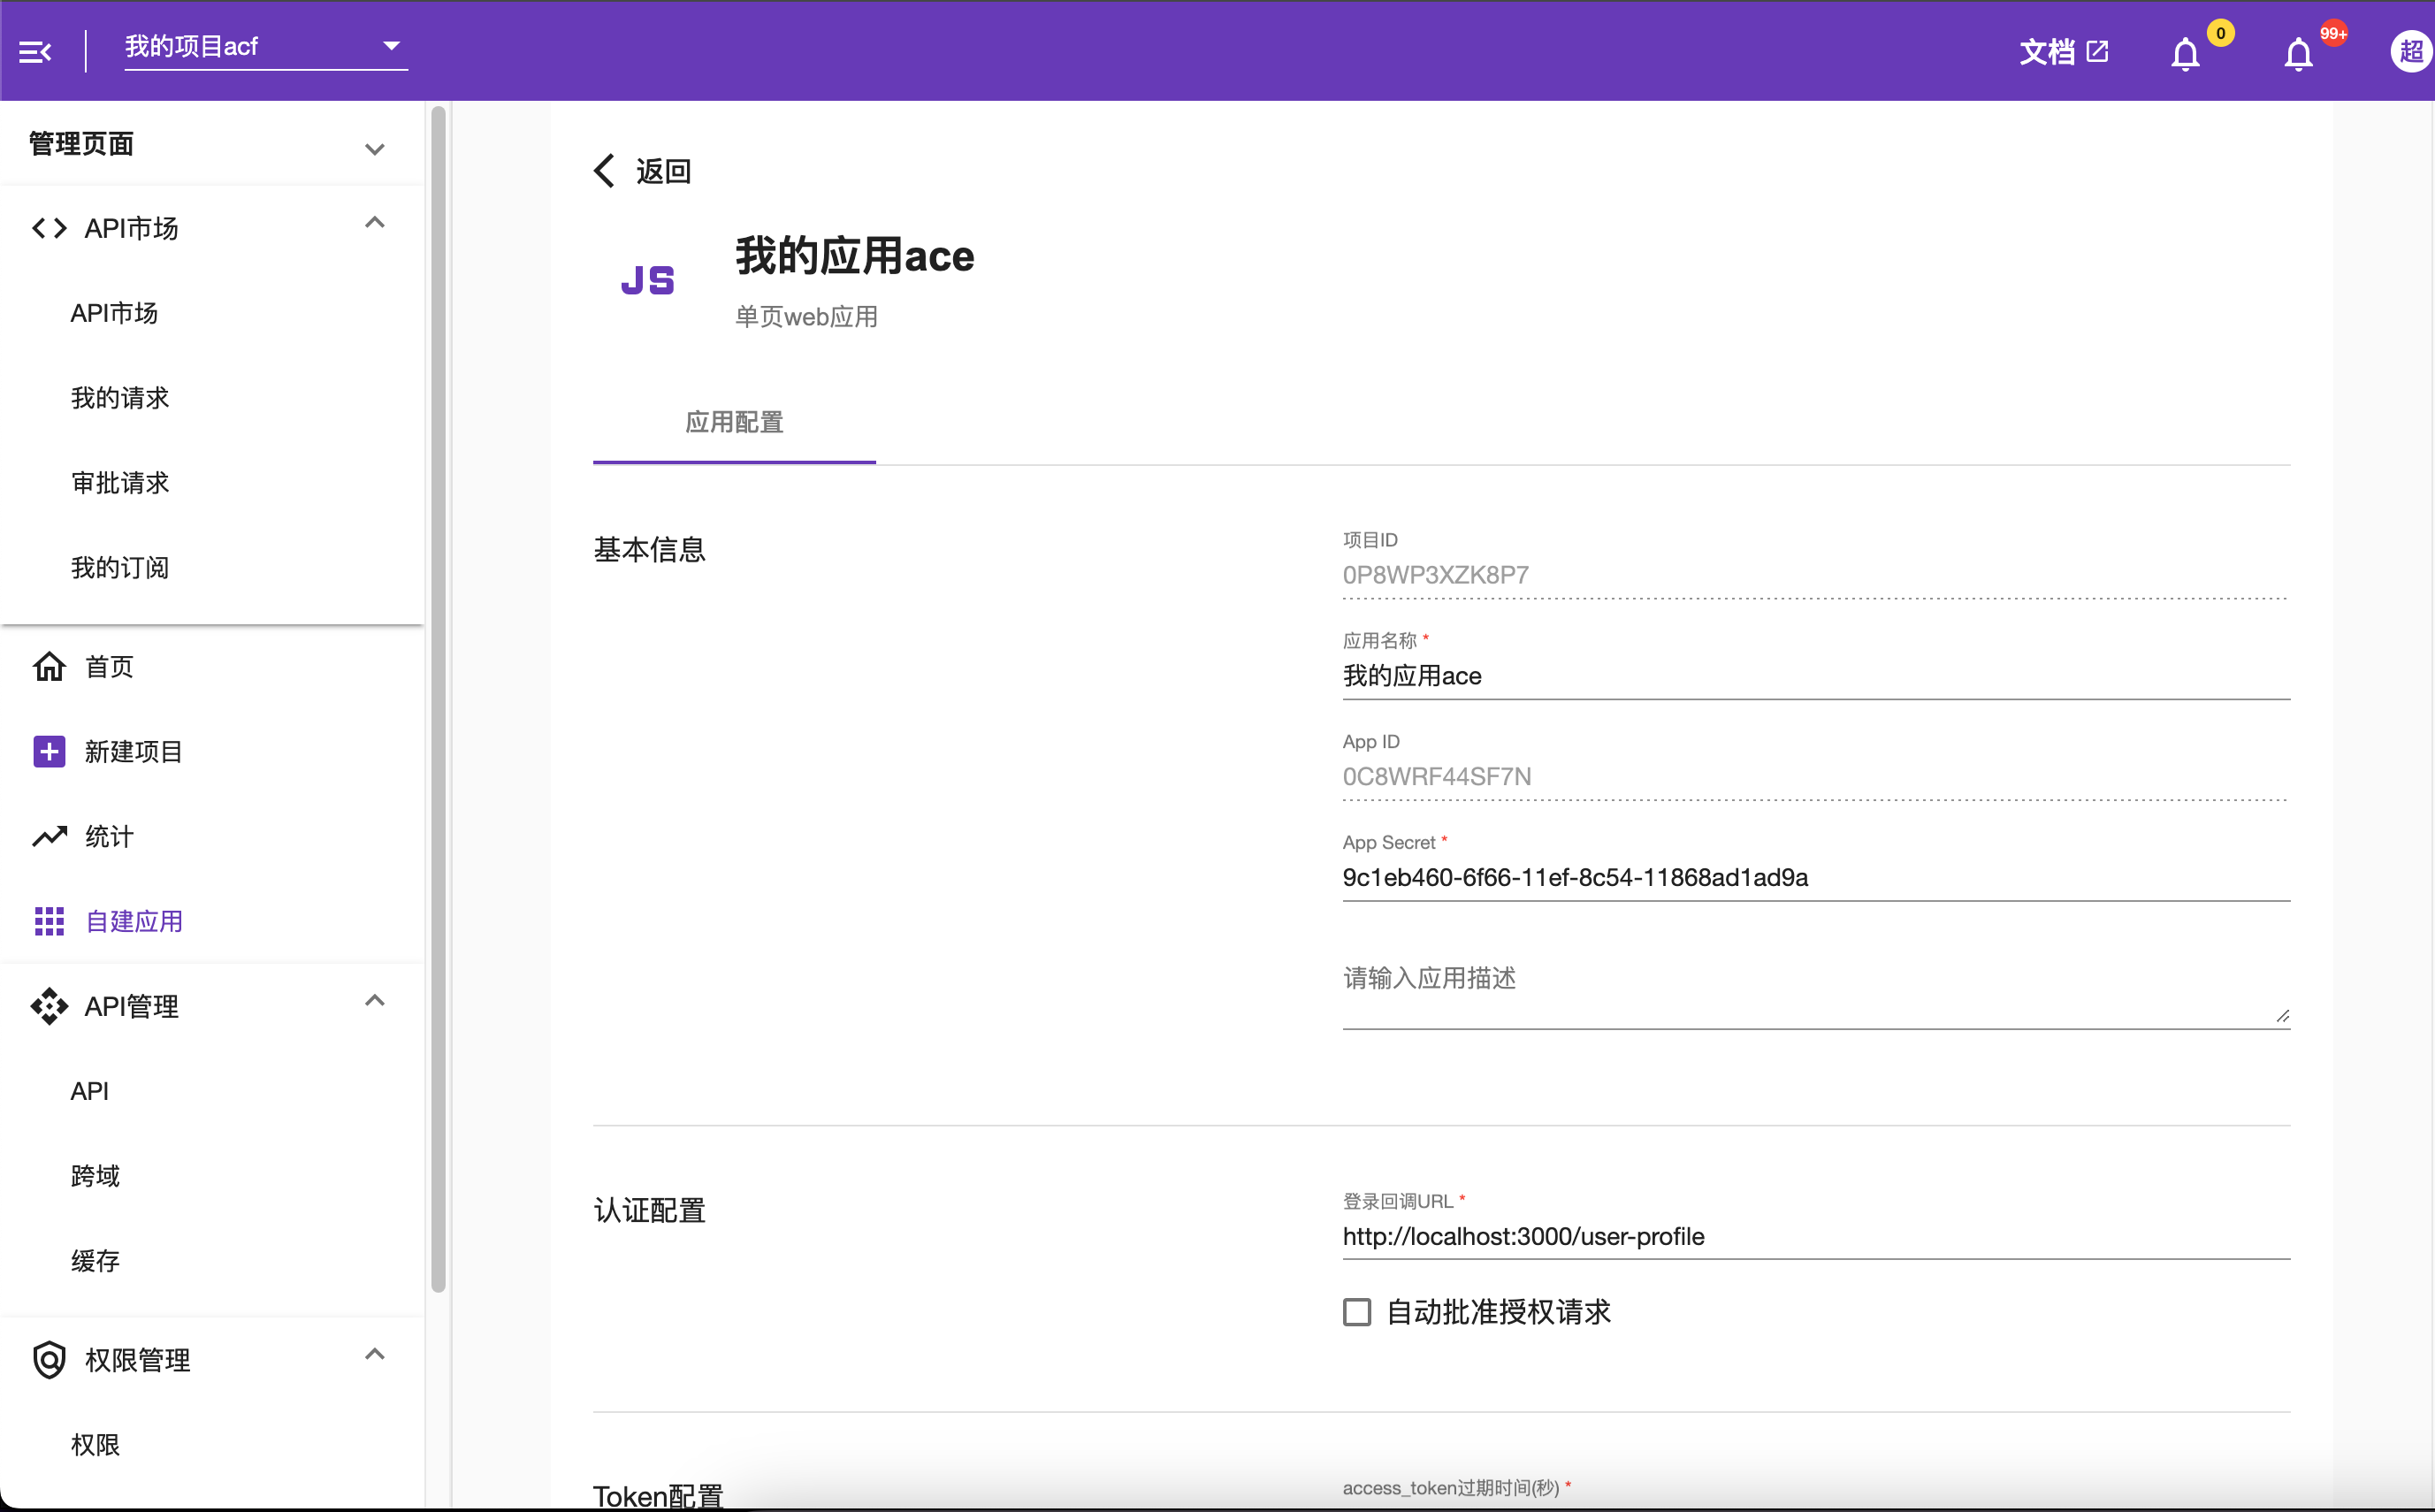 我的项目acf
文档
0
99+
超
管理页面
API市场
API市场
我的请求
审批请求
我的订阅
首页
新建项目
统计
自建应用
API管理
API
跨域
缓存
权限管理
权限
返回
JS
我的应用ace
单页web应用
应用配置
基本信息
项目ID
0P8WP3XZK8P7
应用名称 *
我的应用ace
App ID
0C8WRF44SF7N
App Secret *
9c1eb460-6f66-11ef-8c54-11868ad1ad9a
请输入应用描述
认证配置
登录回调URL *
http://localhost:3000/user-profile
自动批准授权请求
Token配置
access_token过期时间(秒) *